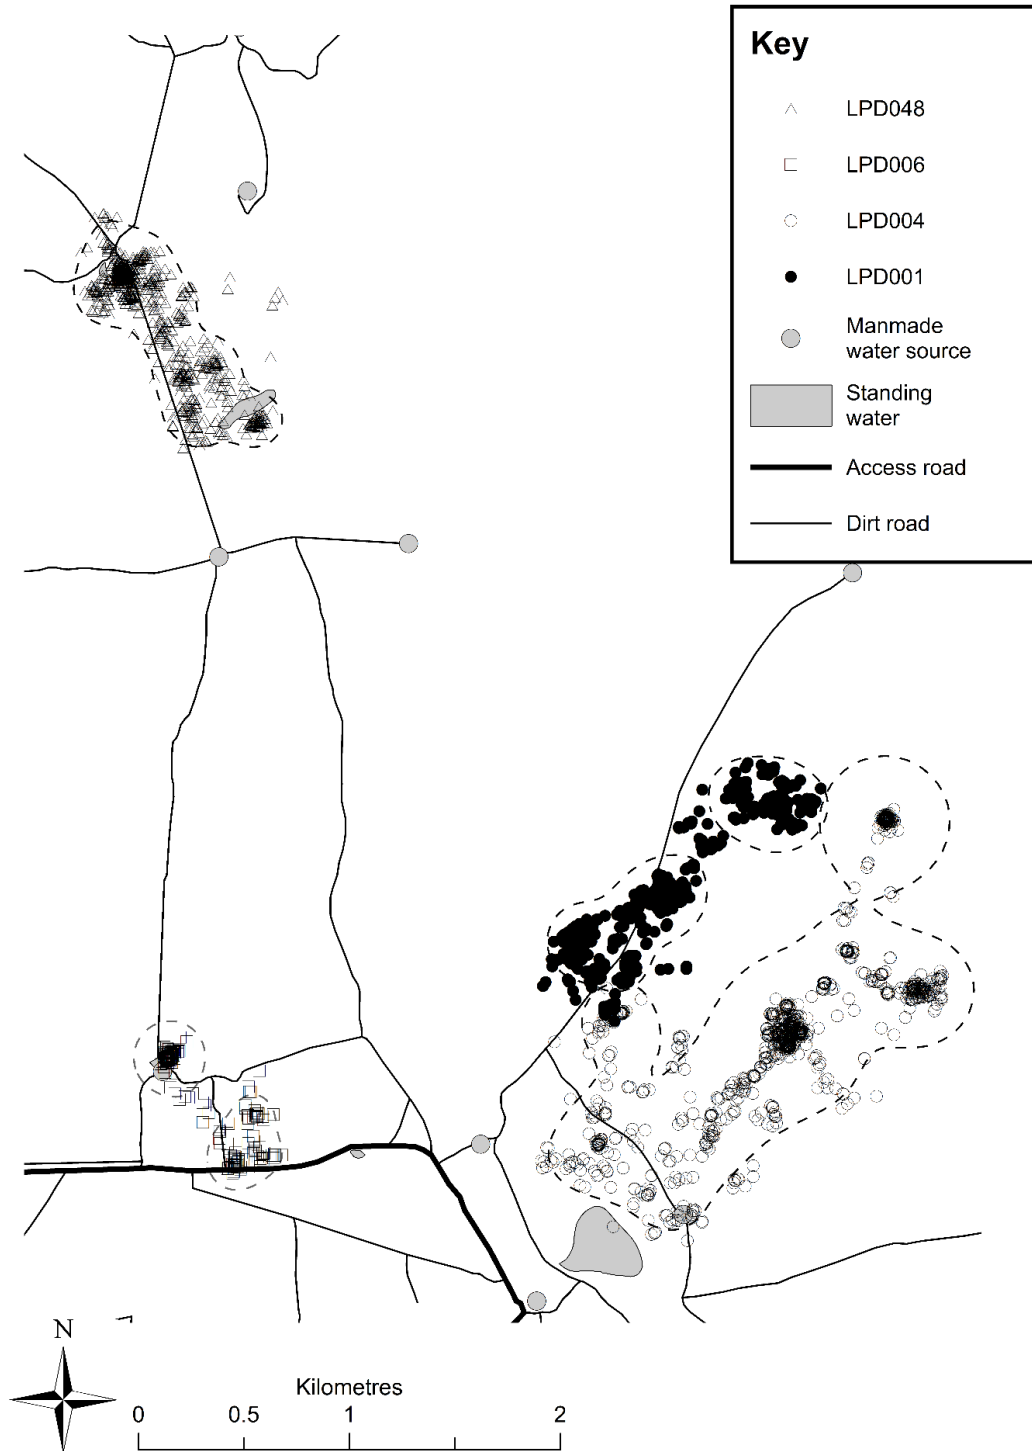 Key
LPD048
LPD006
LPD004
LPD001
Manmade
water source
Standing
water
Access road
Dirt road
N
Kilometres
0 0.5 1 2